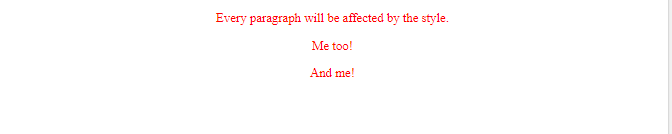 Every paragraph will be affected by the style.
Me too!
And me!